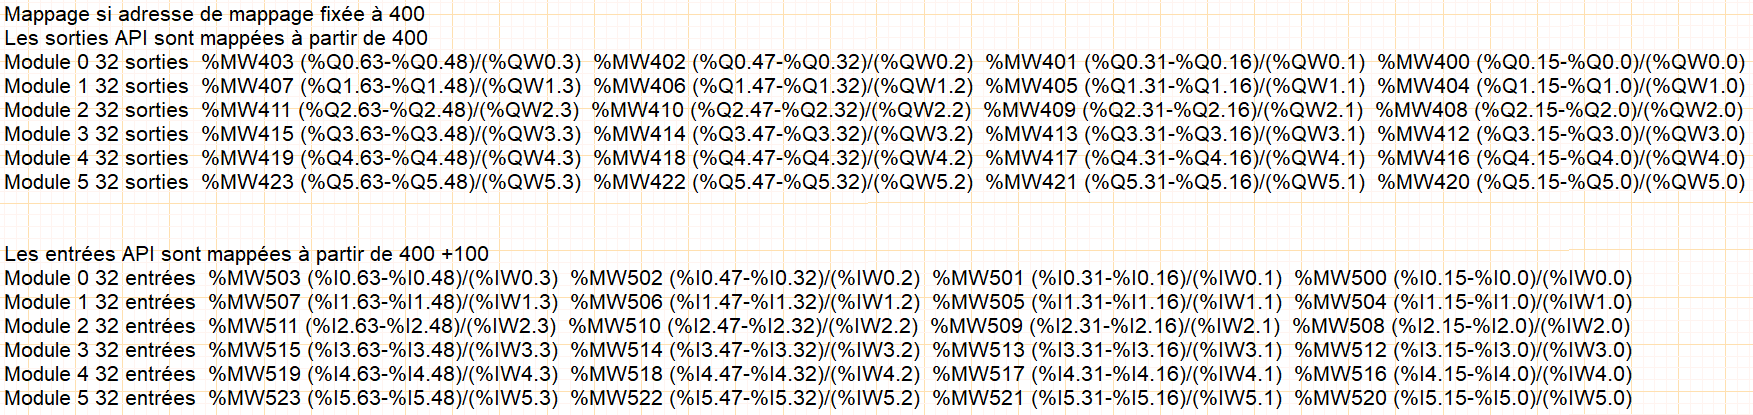 Mappage si adresse de mappage fixée à 400
Les sorties API sont mappées à partir de 400
Module 0 32 sorties %MW403 (%Q0.63-%Q0.48)/(%QW0.3) %MW402 (%Q0.47-%Q0.32)/(%QW0.2) %MW401 (%Q0.31-%Q0.16)/(%QW0.1) %MW400 (%Q0.15-%Q0.0)/(%QW0.0)
Module 1 32 sorties %MW407 (%Q1.63-%Q1.48)/(%QW1.3) %MW406 (%Q1.47-%Q1.32)/(%QW1.2) %MW405 (%Q1.31-%Q1.16)/(%QW1.1) %MW404 (%Q1.15-%Q1.0)/(%QW1.0)
Module 2 32 sorties %MW411 (%Q2.63-%Q2.48)/(%QW2.3) %MW410 (%Q2.47-%Q2.32)/(%QW2.2) %MW409 (%Q2.31-%Q2.16)/(%QW2.1) %MW408 (%Q2.15-%Q2.0)/(%QW2.0)
Module 3 32 sorties %MW415 (%Q3.63-%Q3.48)/(%QW3.3) %MW414 (%Q3.47-%Q3.32)/(%QW3.2) %MW413 (%Q3.31-%Q3.16)/(%QW3.1) %MW412 (%Q3.15-%Q3.0)/(%QW3.0)
Module 4 32 sorties %MW419 (%Q4.63-%Q4.48)/(%QW4.3) %MW418 (%Q4.47-%Q4.32)/(%QW4.2) %MW417 (%Q4.31-%Q4.16)/(%QW4.1) %MW416 (%Q4.15-%Q4.0)/(%QW4.0)
Module 5 32 sorties %MW423 (%Q5.63-%Q5.48)/(%QW5.3) %MW422 (%Q5.47-%Q5.32)/(%QW5.2) %MW421 (%Q5.31-%Q5.16)/(%QW5.1) %MW420 (%Q5.15-%Q5.0)/(%QW5.0)
Les entrées API sont mappées à partir de 400 +100
Module 0 32 entrées %MW503 (%I0.63-%I0.48)/(%IW0.3) %MW502 (%I0.47-%I0.32)/(%IW0.2) %MW501 (%I0.31-%I0.16)/(%IW0.1) %MW500 (%I0.15-%I0.0)/(%IW0.0)
Module 1 32 entrées %MW507 (%I1.63-%I1.48)/(%IW1.3) %MW506 (%I1.47-%I1.32)/(%IW1.2) %MW505 (%I1.31-%I1.16)/(%IW1.1) %MW504 (%I1.15-%I1.0)/(%IW1.0)
Module 2 32 entrées %MW511 (%I2.63-%I2.48)/(%IW2.3) %MW510 (%I2.47-%I2.32)/(%IW2.2) %MW509 (%I2.31-%I2.16)/(%IW2.1) %MW508 (%I2.15-%I2.0)/(%IW2.0)
Module 3 32 entrées %MW515 (%I3.63-%I3.48)/(%IW3.3) %MW514 (%I3.47-%I3.32)/(%IW3.2) %MW513 (%I3.31-%I3.16)/(%IW3.1) %MW512 (%I3.15-%I3.0)/(%IW3.0)
Module 4 32 entrées %MW519 (%I4.63-%I4.48)/(%IW4.3) %MW518 (%I4.47-%I4.32)/(%IW4.2) %MW517 (%I4.31-%I4.16)/(%IW4.1) %MW516 (%I4.15-%I4.0)/(%IW4.0)
Module 5 32 entrées %MW523 (%I5.63-%I5.48)/(%IW5.3) %MW522 (%I5.47-%I5.32)/(%IW5.2) %MW521 (%I5.31-%I5.16)/(%IW5.1) %MW520 (%I5.15-%I5.0)/(%IW5.0)